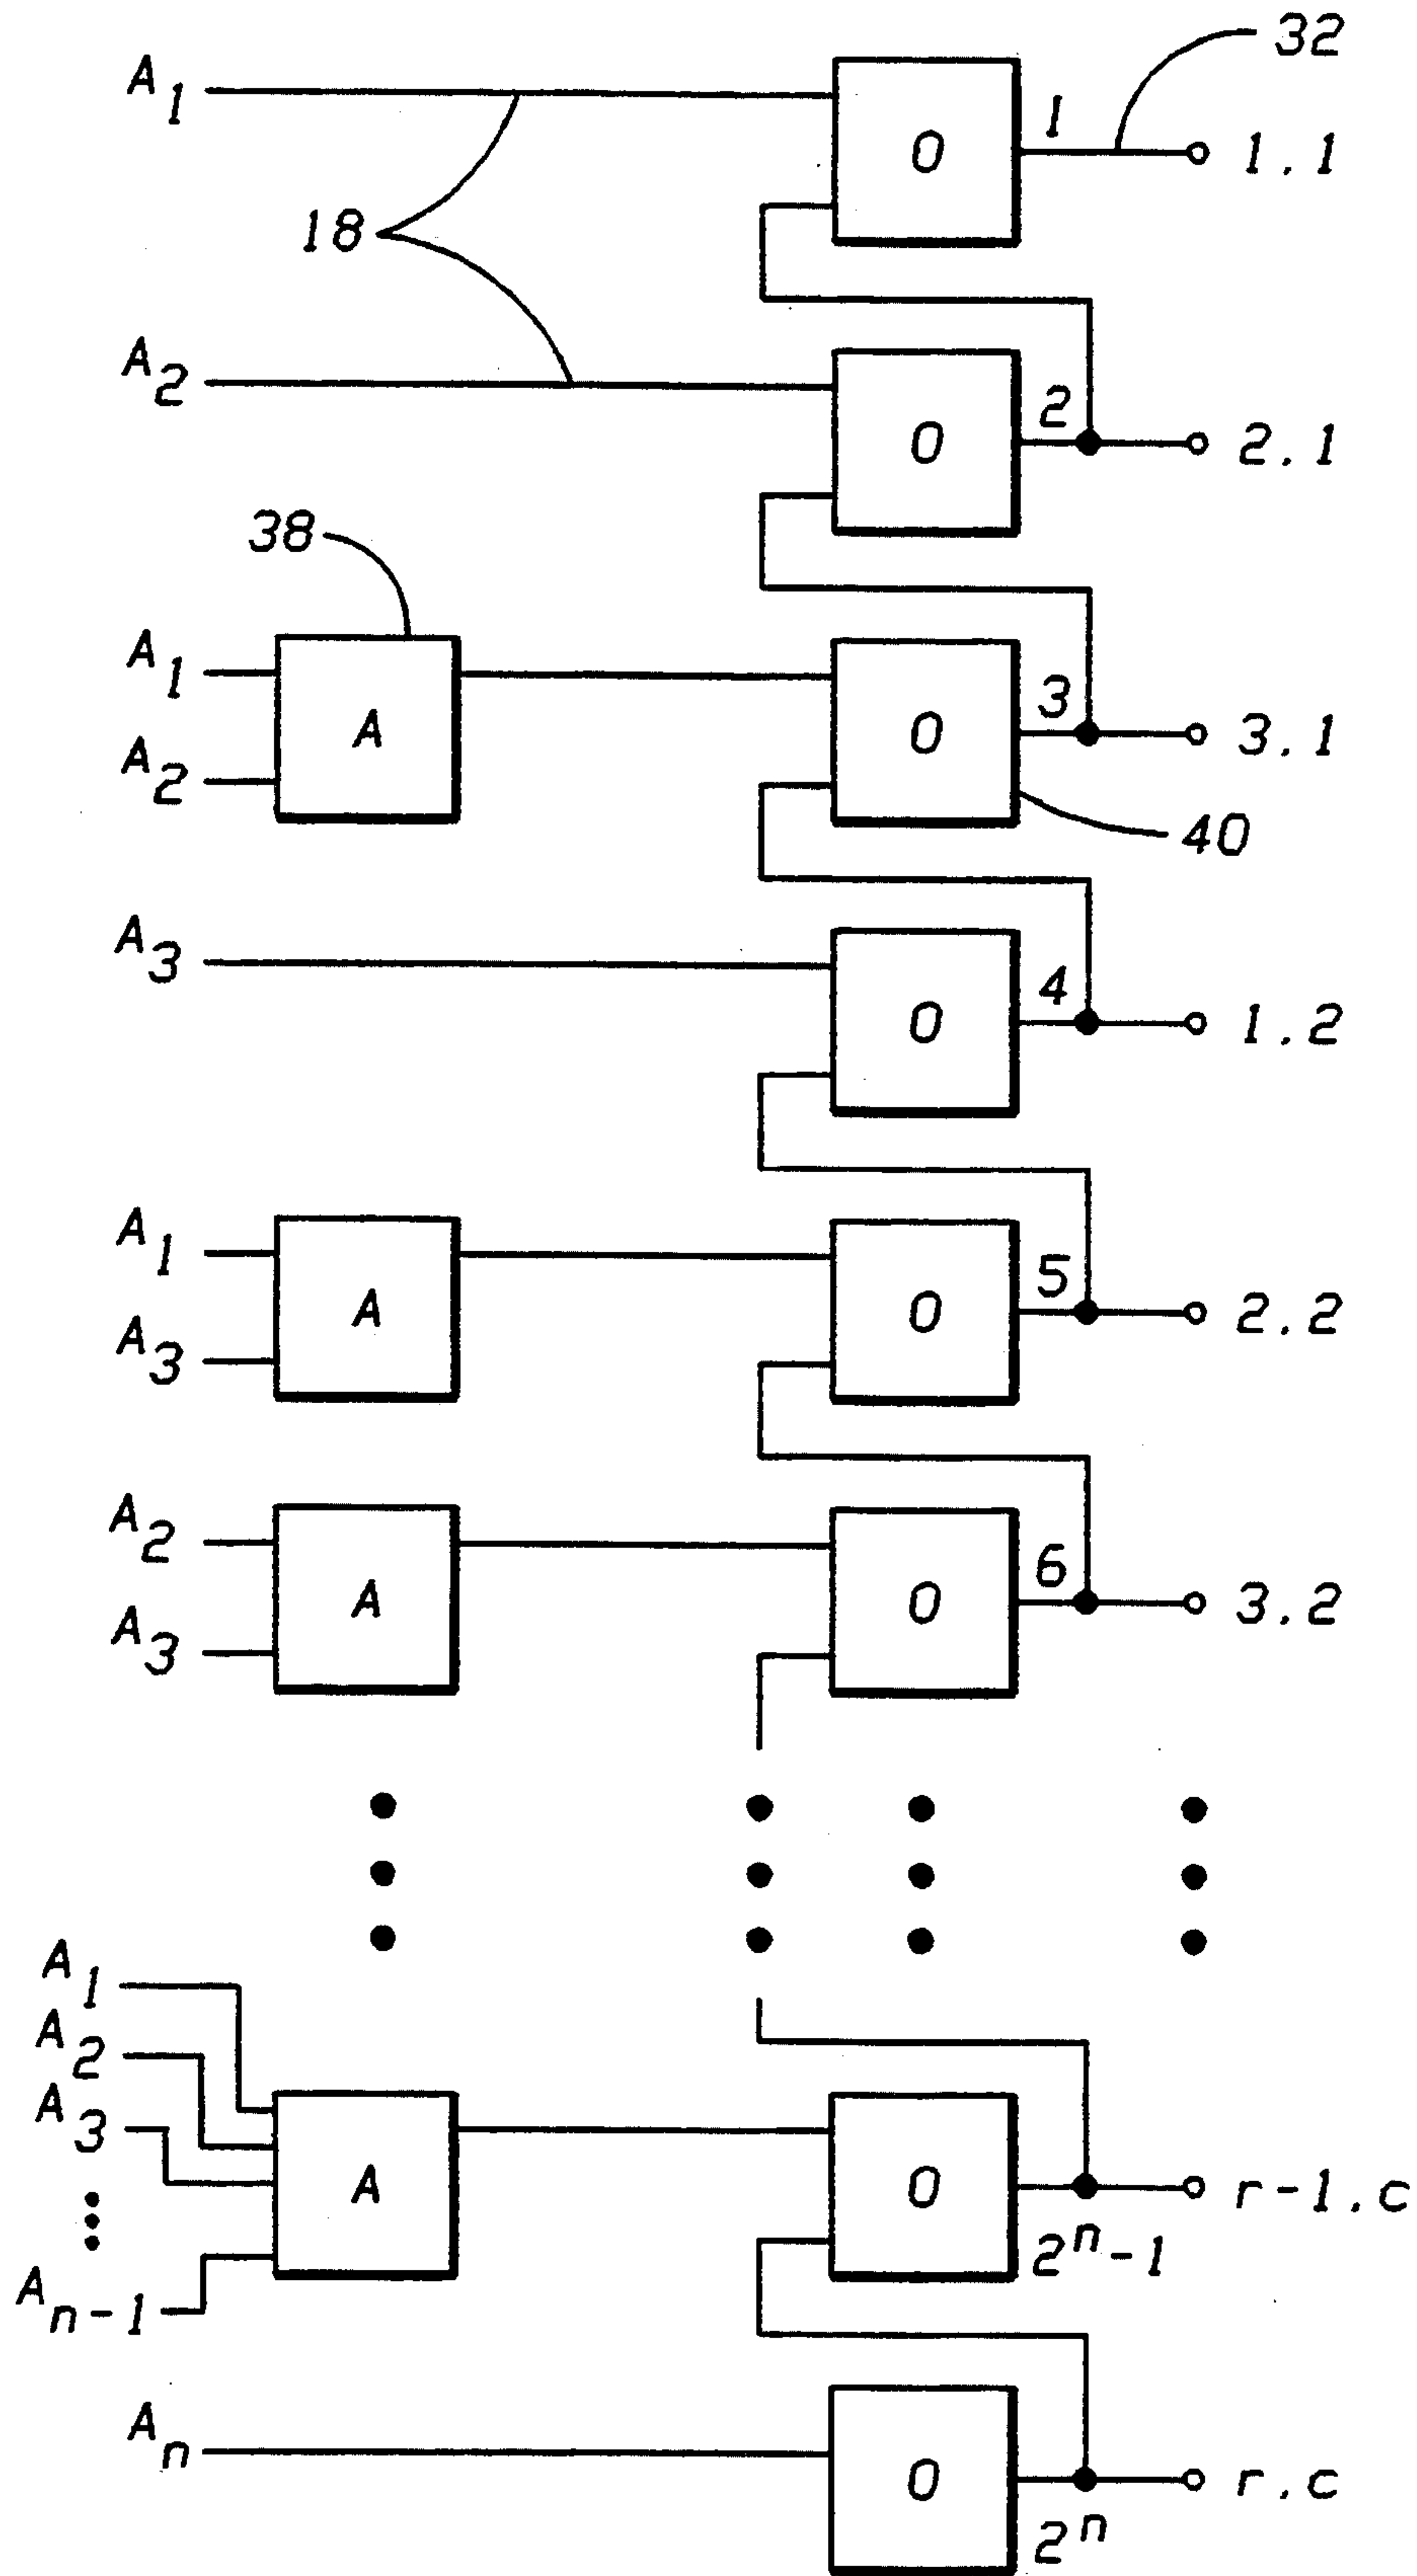 32
A1 O 1 1.1
18
A2 O 2 2.1
38
A1 A O 3 3.1
A2
40
A3 O 4 1.2
A1 A O 5 2.2
A3
A2 A O 6 3.2
A3
A1
A2
A3 A O r-1.c
2ⁿ-1
An-1
An O r.c
2ⁿ